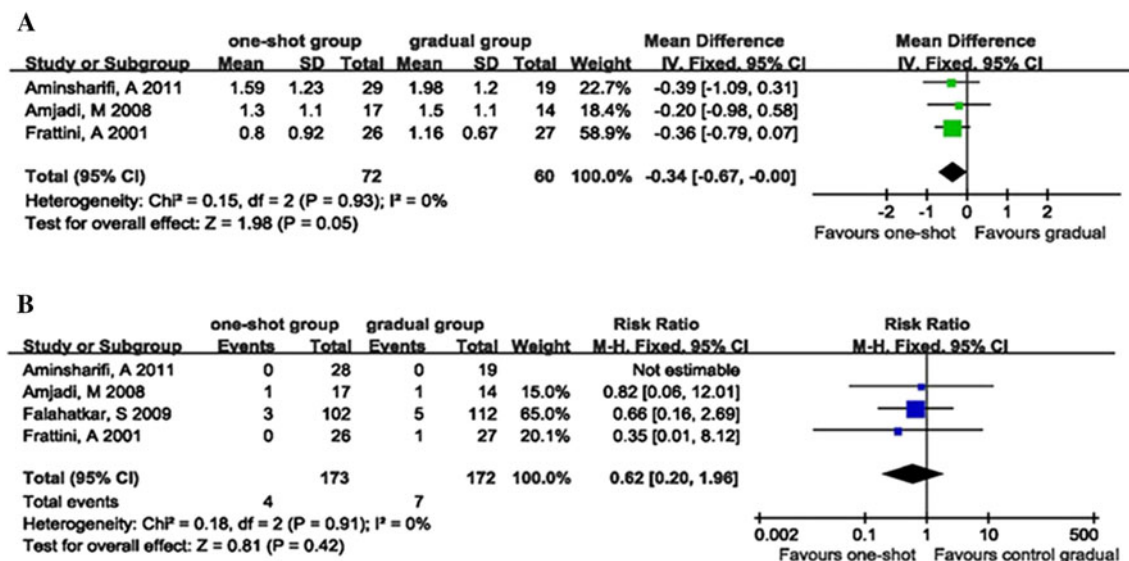 A
one-shot group gradual group Mean Difference Mean Difference
Study or Subgroup Mean SD Total Mean SD Total Weight IV. Fixed. 95% CI IV. Fixed. 95% CI
Aminsharifi, A 2011 1.59 1.23 29 1.98 1.2 19 22.7% -0.39 [-1.09, 0.31]
Amjadi, M 2008 1.3 1.1 17 1.5 1.1 14 18.4% -0.20 [-0.98, 0.58]
Frattini, A 2001 0.8 0.92 26 1.16 0.67 27 58.9% -0.36 [-0.79, 0.07]
Total (95% CI) 72 60 100.0% -0.34 [-0.67, -0.00]
Heterogeneity: Chi² = 0.15, df = 2 (P = 0.93); I² = 0%
Test for overall effect: Z = 1.98 (P = 0.05)
-2 -1 0 1 2
Favours one-shot Favours gradual
B
one-shot group gradual group Risk Ratio Risk Ratio
Study or Subgroup Events Total Events Total Weight M-H. Fixed. 95% CI M-H. Fixed. 95% CI
Aminsharifi, A 2011 0 28 0 19 Not estimable
Amjadi, M 2008 1 17 1 14 15.0% 0.82 [0.06, 12.01]
Falahatkar, S 2009 3 102 5 112 65.0% 0.66 [0.16, 2.69]
Frattini, A 2001 0 26 1 27 20.1% 0.35 [0.01, 8.12]
Total (95% CI) 173 172 100.0% 0.62 [0.20, 1.96]
Total events 4 7
Heterogeneity: Chi² = 0.18, df = 2 (P = 0.91); I² = 0%
Test for overall effect: Z = 0.81 (P = 0.42)
0.002 0.1 1 10 500
Favours one-shot Favours control gradual